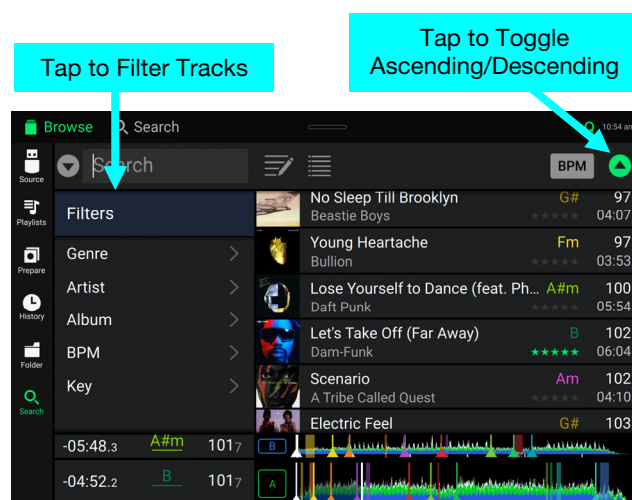 Tap to Filter Tracks
Tap to Toggle
Ascending/Descending
Browse
Search
10:54 am
Source
Search
BPM
Playlists
Prepare
History
Folder
Search
Filters
Genre
Artist
Album
BPM
Key
No Sleep Till Brooklyn G# 97
Beastie Boys 04:07
Young Heartache Fm 97
Bullion 03:53
Lose Yourself to Dance (feat. Ph... A#m 100
Daft Punk 05:54
Let's Take Off (Far Away) B 102
Dam-Funk 06:04
Scenario Am 102
A Tribe Called Quest 04:10
Electric Feel G# 103
-05:48.3 A#m 1017 B
-04:52.2 B 1017 A